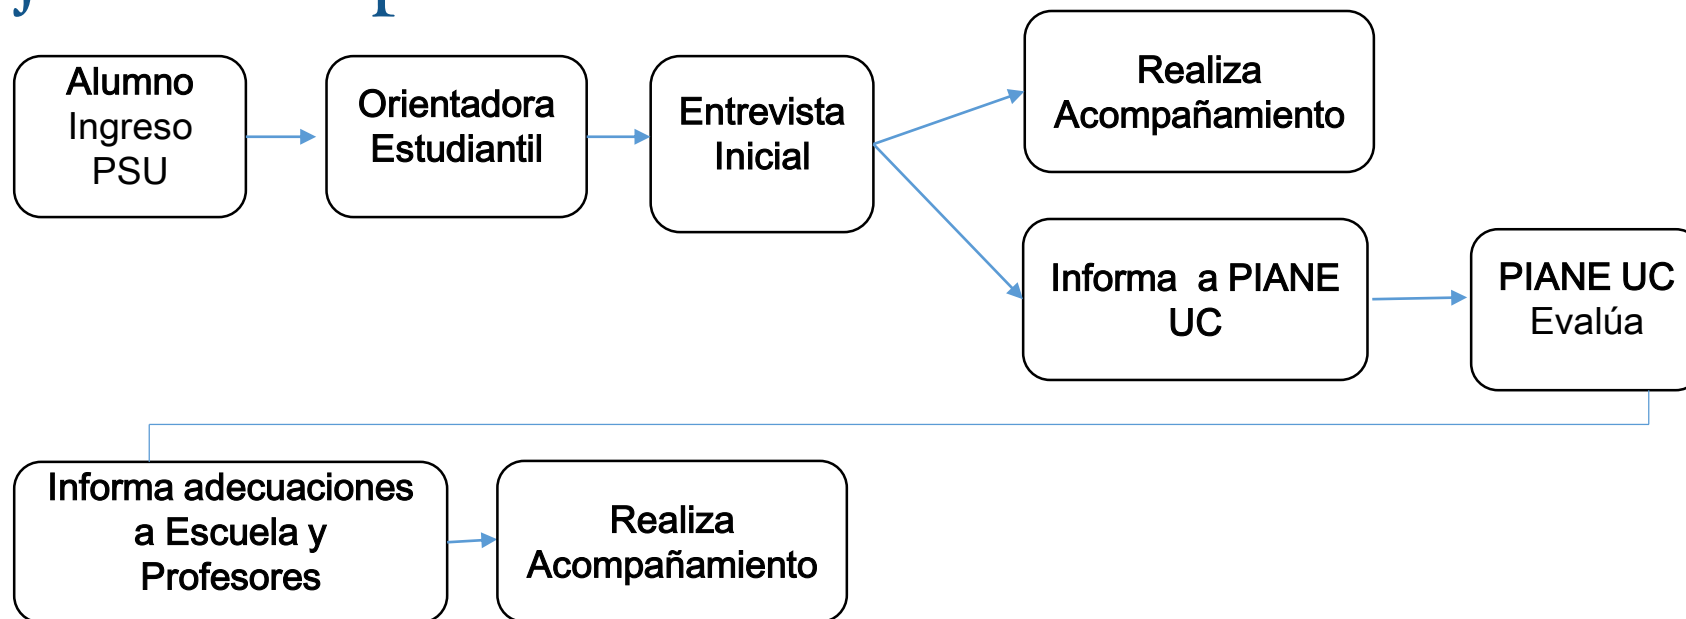 Alumno
Ingreso
PSU
Orientadora
Estudiantil
Entrevista
Inicial
Realiza
Acompañamiento
Informa  a PIANE
UC
PIANE UC
Evalúa
Informa adecuaciones
a Escuela y
Profesores
Realiza
Acompañamiento